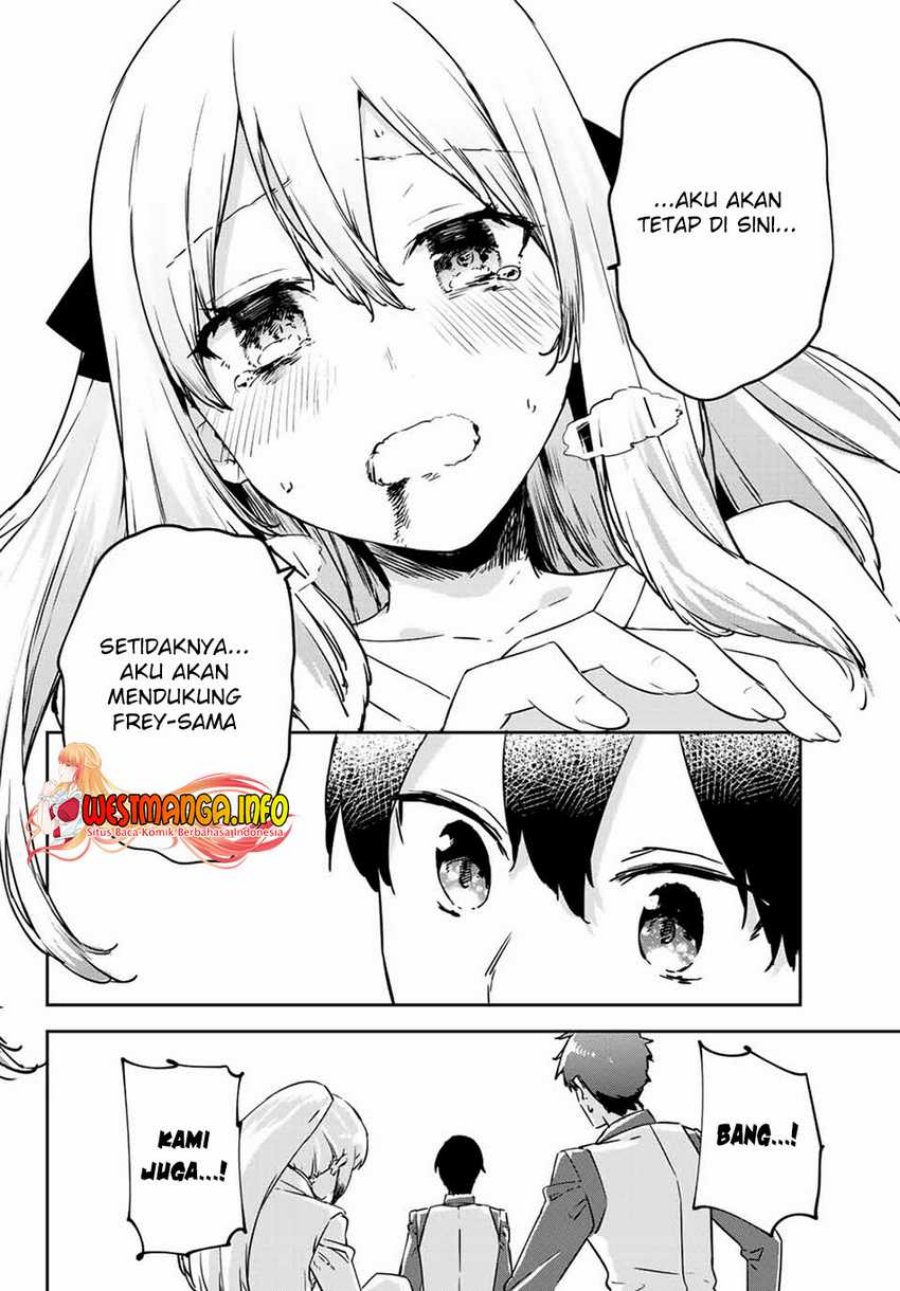 ...AKU AKAN
TETAP DI SINI...
SETIDAKNYA...
AKU AKAN
MENDUKUNG
FREY-SAMA
WESTMANGA.INFO
Situs Baca Komik Berbahasa Indonesia
BANG...!
KAMI
JUGA...!